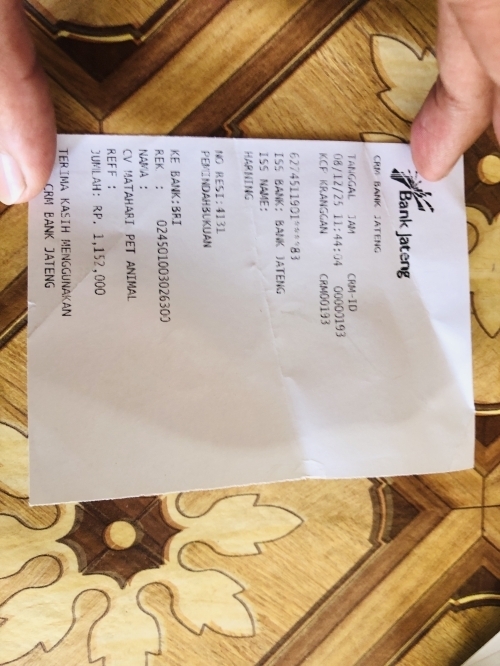 Bank Jateng
CRM BANK JATENG
TANGGAL JAM CRM-ID
08/12/25 11:44:04 00000193
KCP KRANGGAN CRM00193
6274511901****83
ISS BANK: BANK JATENG
ISS NAME:
HARNING
NO RESI:4131
PEMINDAHBUKUAN
KE BANK:BRI
REK : 024501003026300
NAMA :
CV MATAHARI PET ANIMAL
REFF :
JUMLAH: RP. 1,152,000
TERIMA KASIH MENGGUNAKAN
CRM BANK JATENG